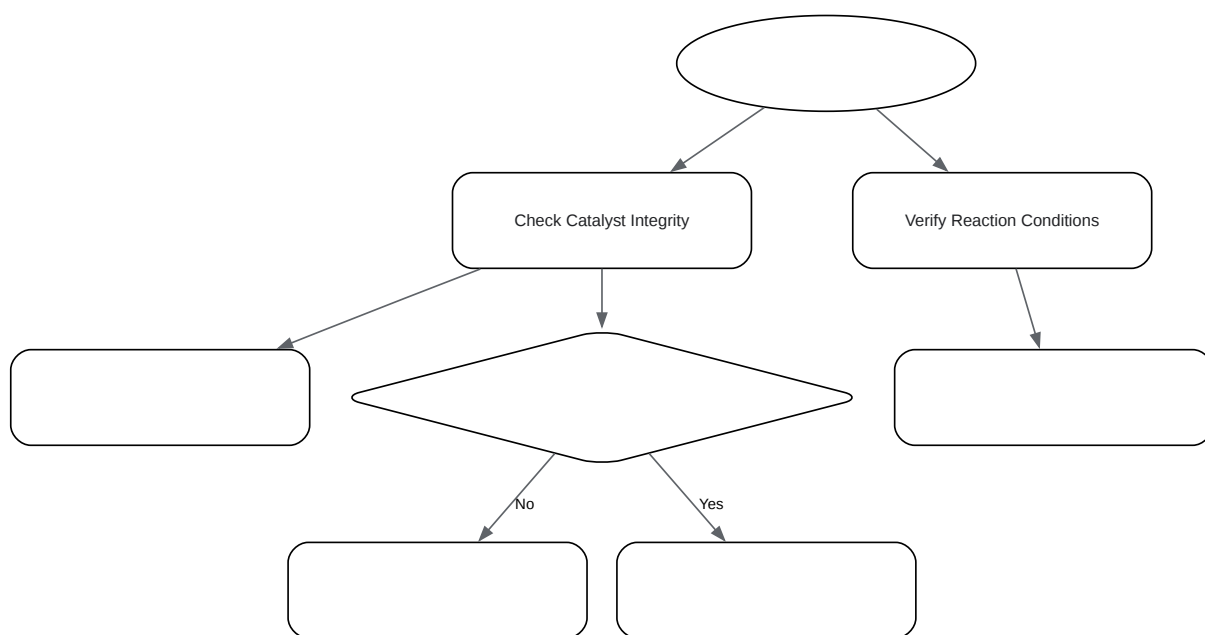 Check Catalyst Integrity
Verify Reaction Conditions
No
Yes